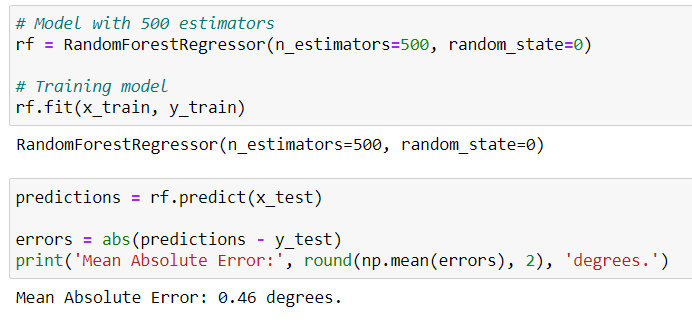 # Model with 500 estimators
rf = RandomForestRegressor(n_estimators=500, random_state=0)
# Training model
rf.fit(x_train, y_train)
RandomForestRegressor(n_estimators=500, random_state=0)
predictions = rf.predict(x_test)
errors = abs(predictions - y_test)
print('Mean Absolute Error:', round(np.mean(errors), 2), 'degrees.')
Mean Absolute Error: 0.46 degrees.